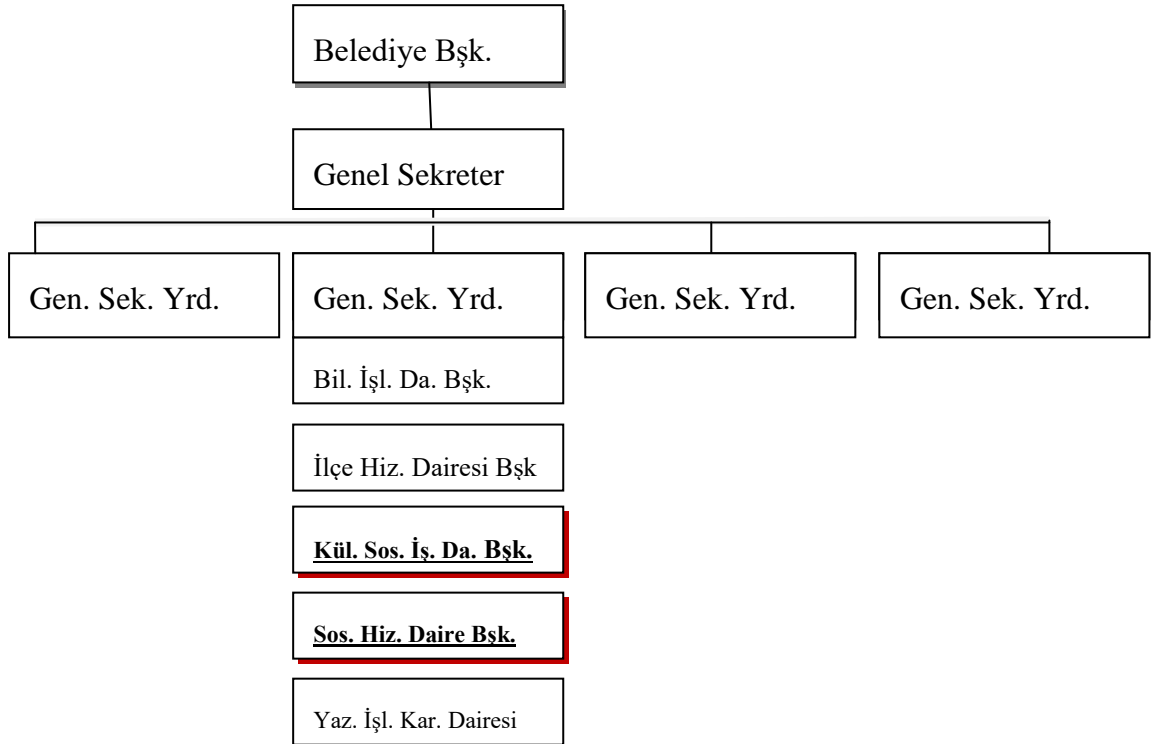 Belediye Bşk.
Genel Sekreter
Gen. Sek. Yrd.
Gen. Sek. Yrd.
Gen. Sek. Yrd.
Gen. Sek. Yrd.
Bil. İşl. Da. Bşk.
İlçe Hiz. Dairesi Bşk
Kül. Sos. İş. Da. Bşk.
Sos. Hiz. Daire Bşk.
Yaz. İşl. Kar. Dairesi